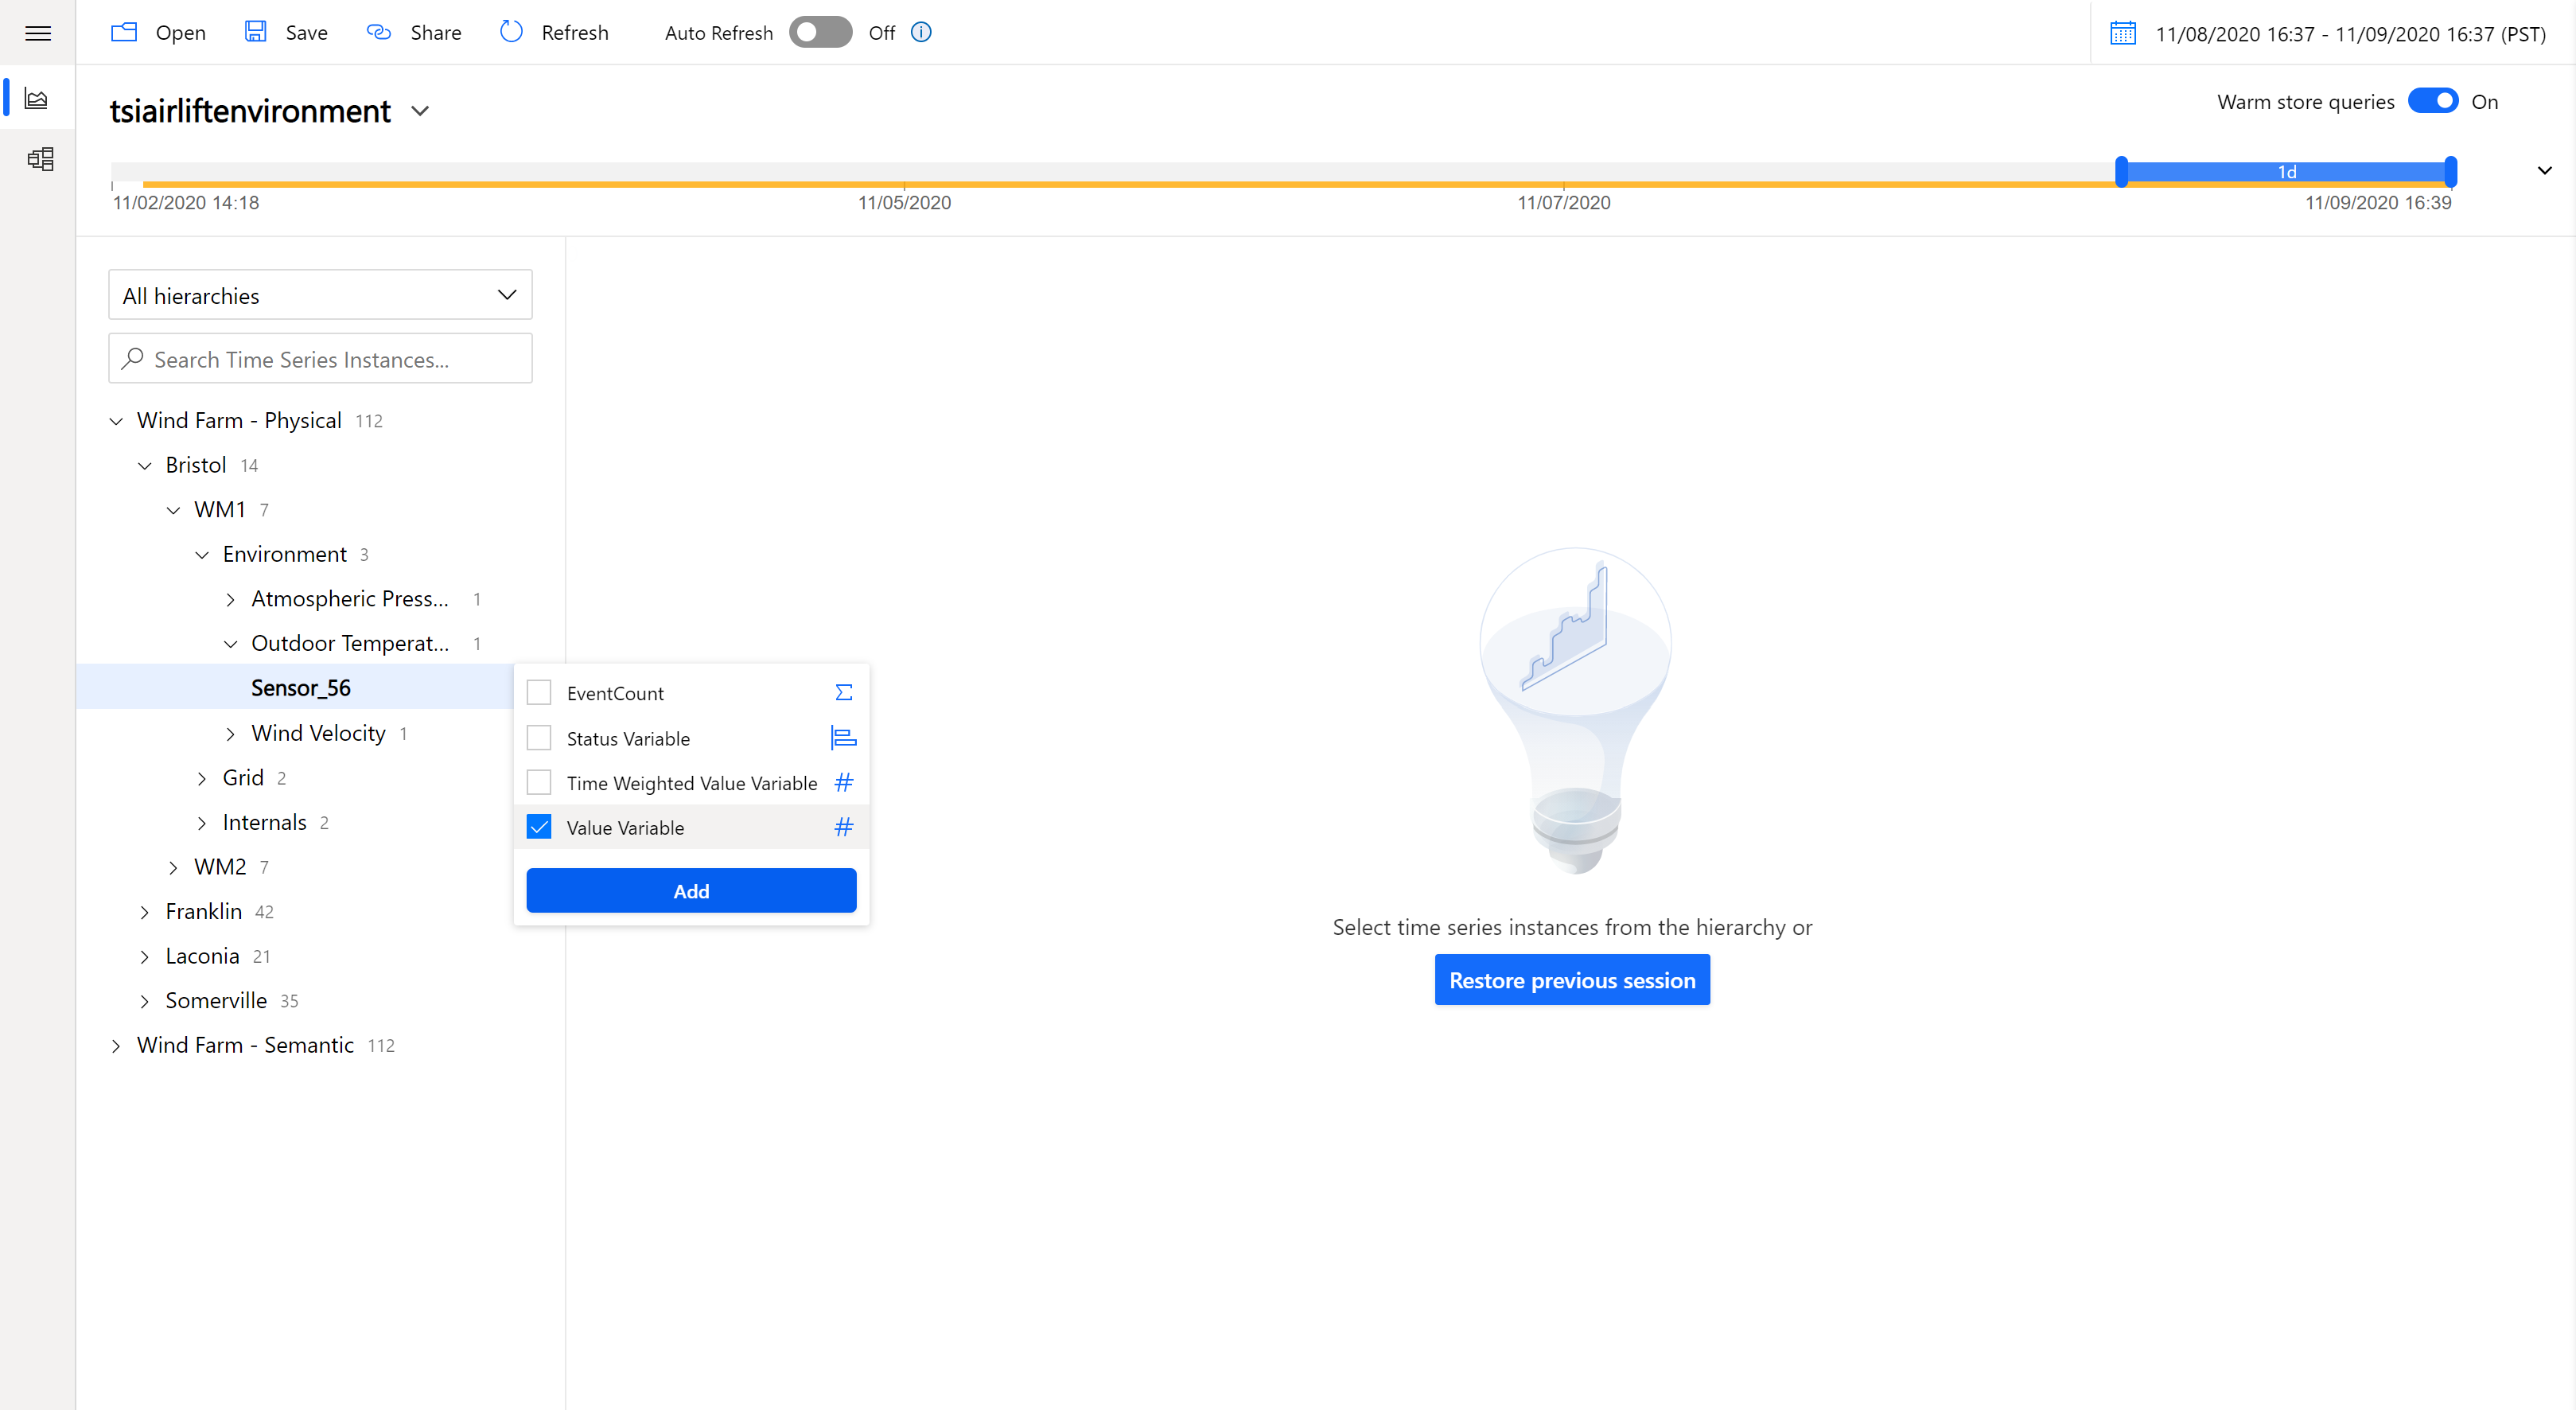 Open Save Share Refresh Auto Refresh Off 11/08/2020 16:37 - 11/09/2020 16:37 (PST)
tsiairliftenvironment
Warm store queries On
1d
11/02/2020 14:18 11/05/2020 11/07/2020 11/09/2020 16:39
All hierarchies
Search Time Series Instances...
Wind Farm - Physical 112
Bristol 14
WM1 7
Environment 3
Atmospheric Press... 1
Outdoor Temperat... 1
Sensor_56
Wind Velocity 1
Grid 2
Internals 2
WM2 7
Franklin 42
Laconia 21
Somerville 35
Wind Farm - Semantic 112
EventCount
Status Variable
Time Weighted Value Variable #
Value Variable #
Add
Select time series instances from the hierarchy or
Restore previous session